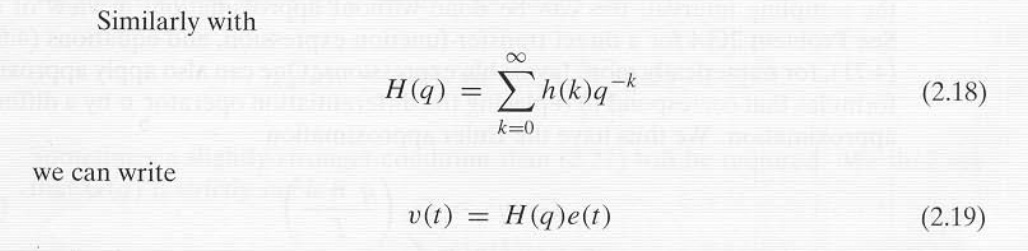 Similarly with
H(q) = ∞∑k=0 h(k)q^{-k} (2.18)
we can write
v(t) = H(q)e(t) (2.19)